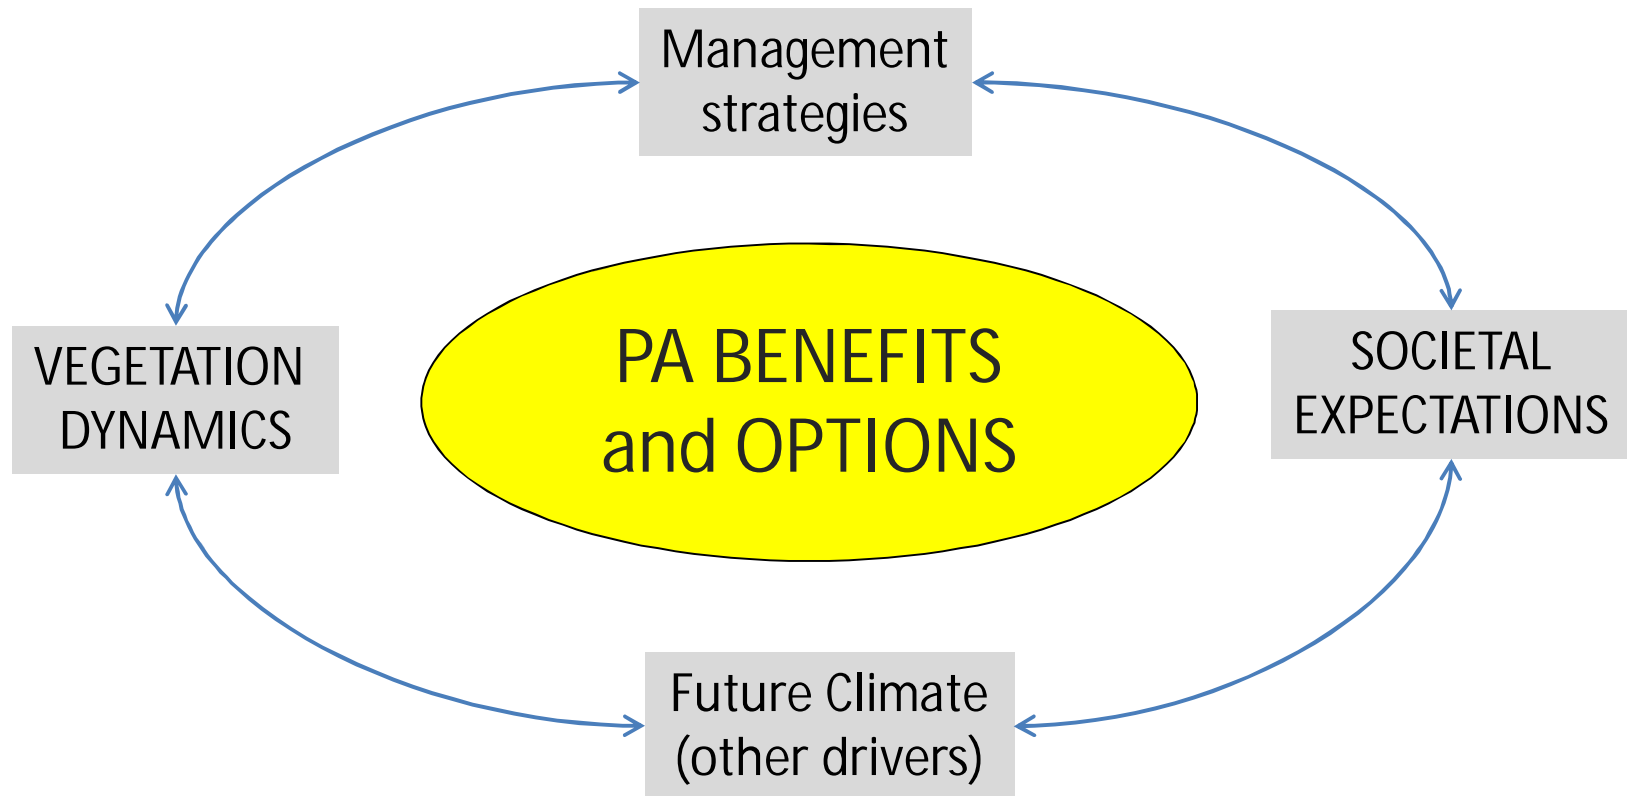 Management
strategies
VEGETATION
DYNAMICS
PA BENEFITS
and OPTIONS
SOCIETAL
EXPECTATIONS
Future Climate
(other drivers)